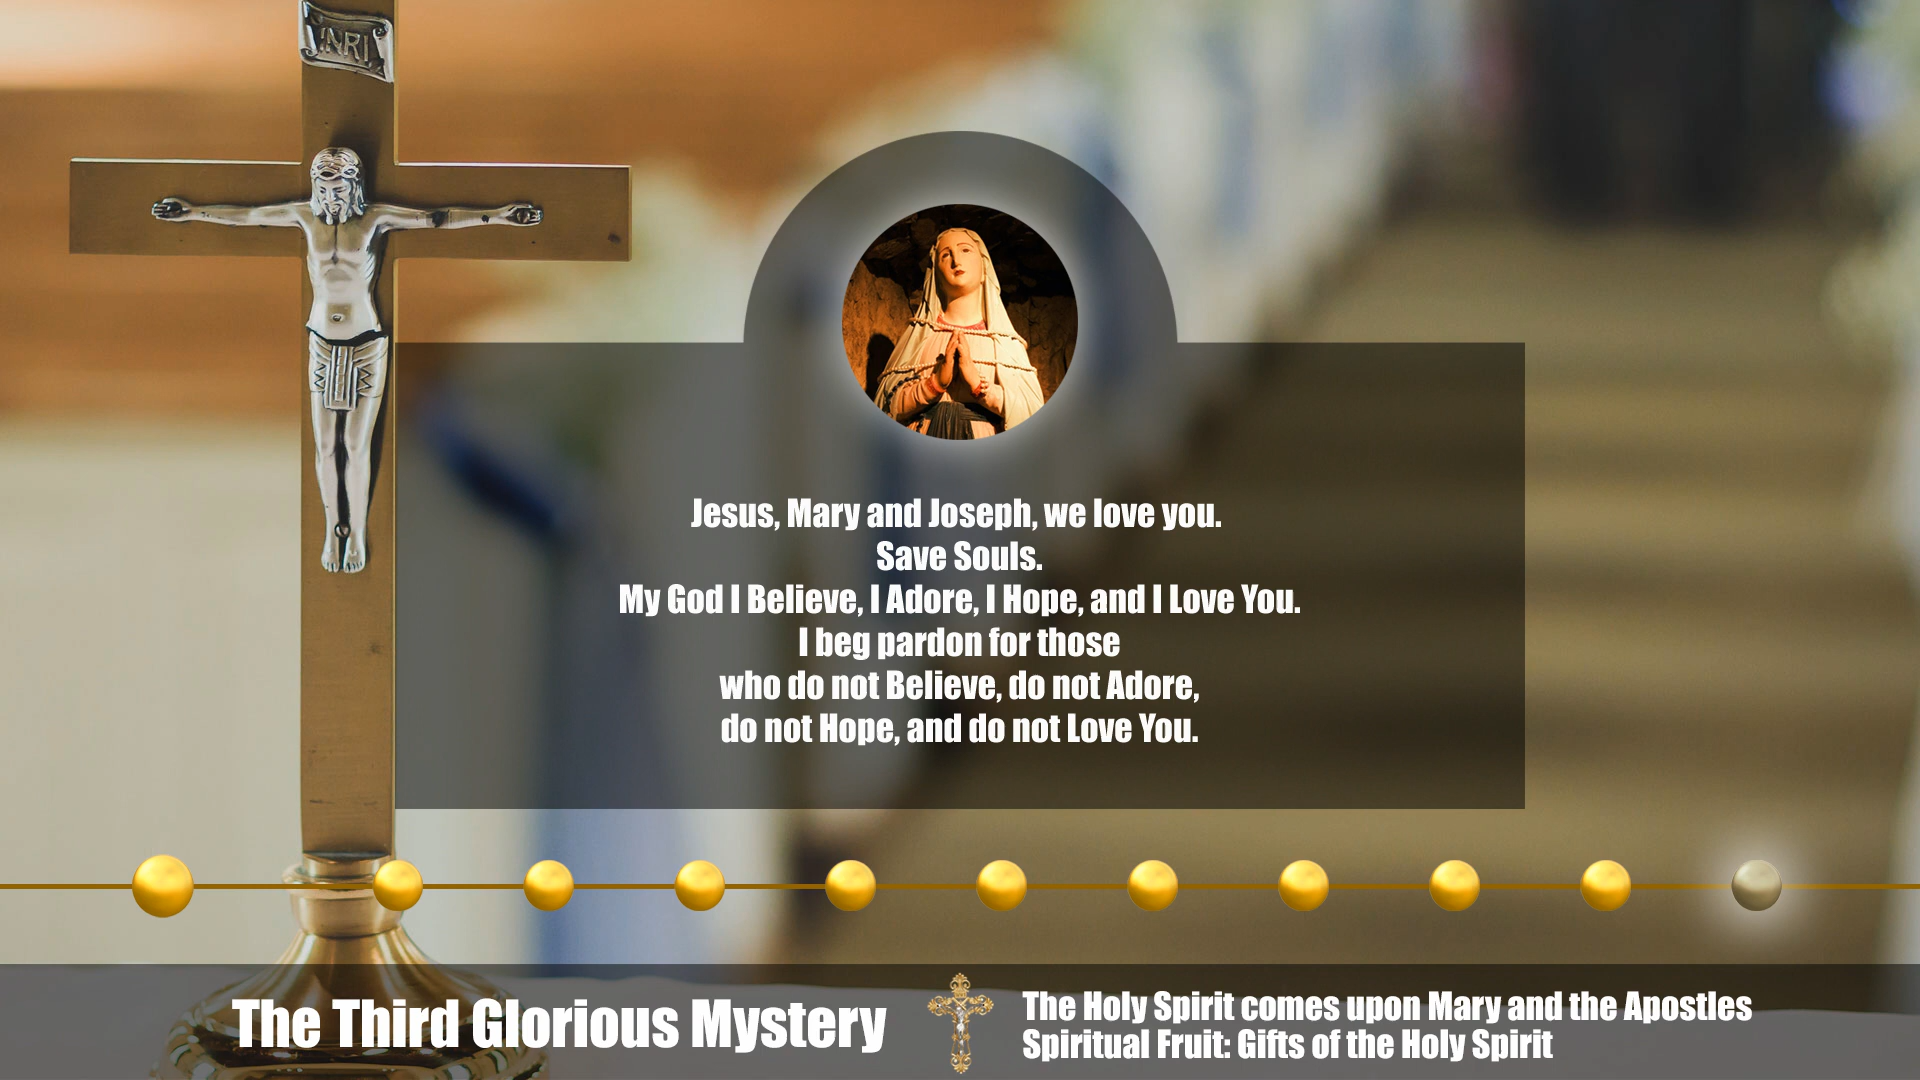 INRI
Jesus, Mary and Joseph, we love you.
Save Souls.
My God I Believe, I Adore, I Hope, and I Love You.
I beg pardon for those
who do not Believe, do not Adore,
do not Hope, and do not Love You.
The Third Glorious Mystery
The Holy Spirit comes upon Mary and the Apostles
Spiritual Fruit: Gifts of the Holy Spirit